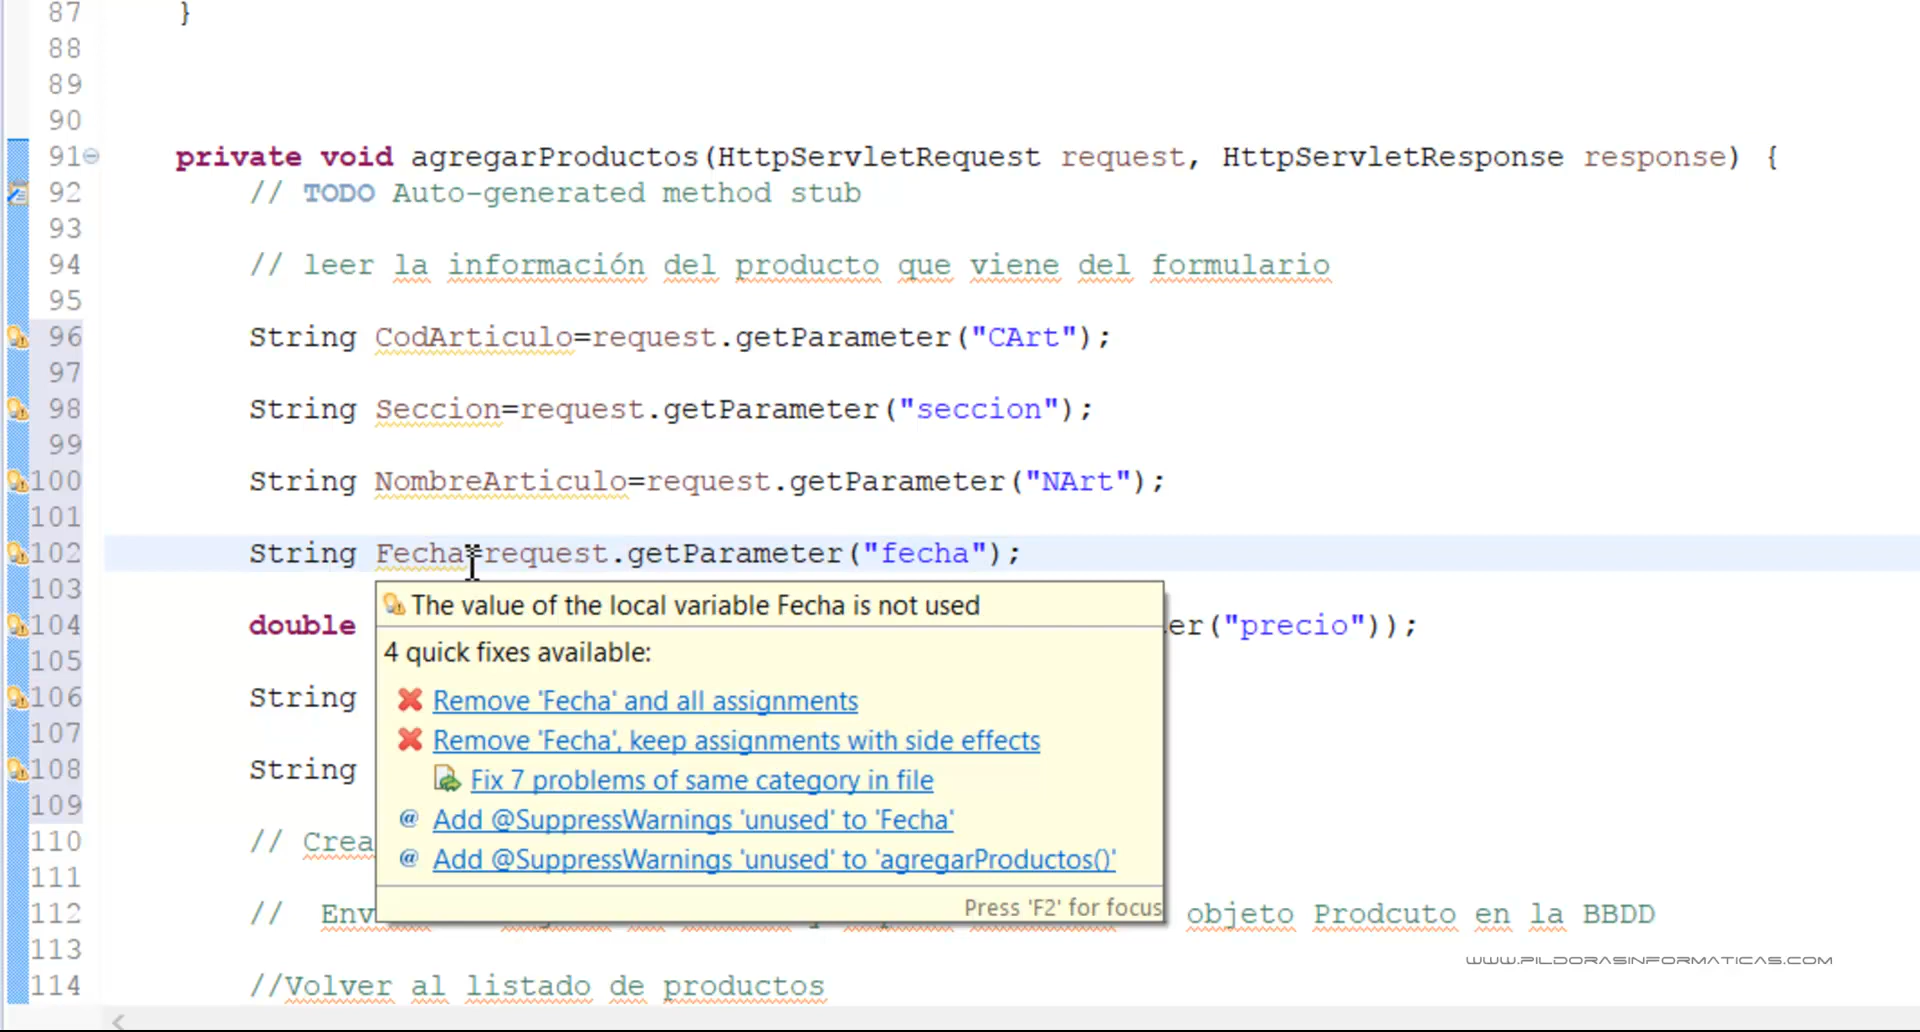 87 }
88
89
90
91 private void agregarProductos(HttpServletRequest request, HttpServletResponse response) {
92 // TODO Auto-generated method stub
93
94 // leer la información del producto que viene del formulario
95
96 String CodArticulo=request.getParameter("CArt");
97
98 String Seccion=request.getParameter("seccion");
99
100 String NombreArticulo=request.getParameter("NArt");
101
102 String Fecha=request.getParameter("fecha");
103
The value of the local variable Fecha is not used
104 double er("precio"));
4 quick fixes available:
105
106 String
Remove 'Fecha' and all assignments
107
Remove 'Fecha', keep assignments with side effects
108 String
Fix 7 problems of same category in file
109
Add @SuppressWarnings 'unused' to 'Fecha'
110 // Crea
Add @SuppressWarnings 'unused' to 'agregarProductos()'
111
Press 'F2' for focus
112 // Env objeto Prodcuto en la BBDD
113
WWW.PILDORASINFORMATICAS.COM
114 //Volver al listado de productos